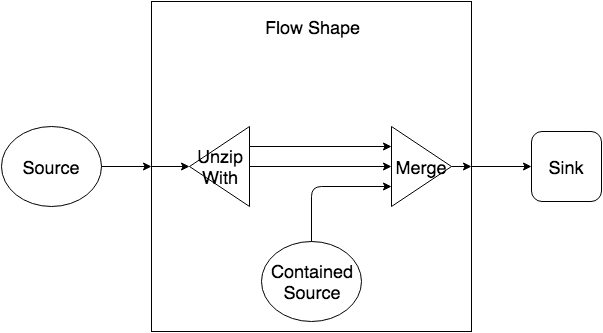 Flow Shape
Source
Unzip
With
Merge
Sink
Contained
Source